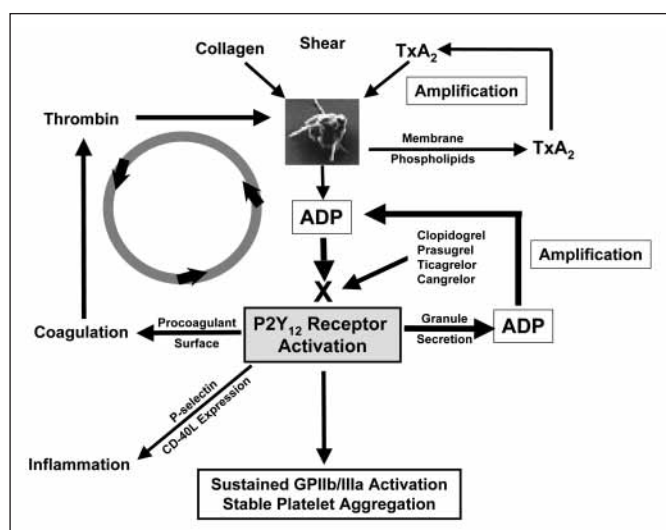 Shear
Collagen
TxA₂
Amplification
Thrombin
Membrane
Phospholipids
TxA₂
ADP
Clopidogrel
Prasugrel
Ticagrelor
Cangrelor
Amplification
X
Coagulation
Procoagulant
Surface
P2Y₁₂ Receptor
Activation
Granule
Secretion
ADP
P-selectin
CD-40L Expression
Inflammation
Sustained GPIIb/IIIa Activation
Stable Platelet Aggregation